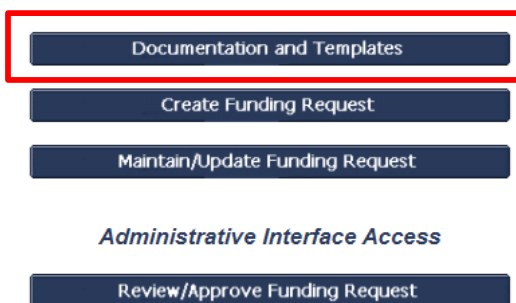 Documentation and Templates
Create Funding Request
Maintain/Update Funding Request
Administrative Interface Access
Review/Approve Funding Request